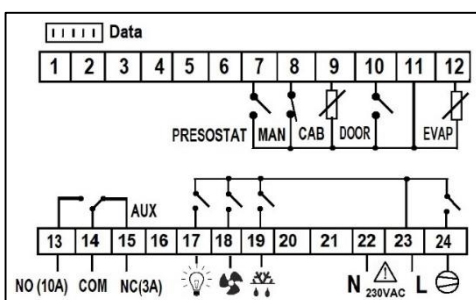 Data
1 2 3 4 5 6 7 8 9 10 11 12
PRESOSTAT MAN CAB DOOR EVAP
AUX
13 14 15 16 17 18 19 20 21 22 23 24
NO (10A) COM NC(3A) N 230VAC L